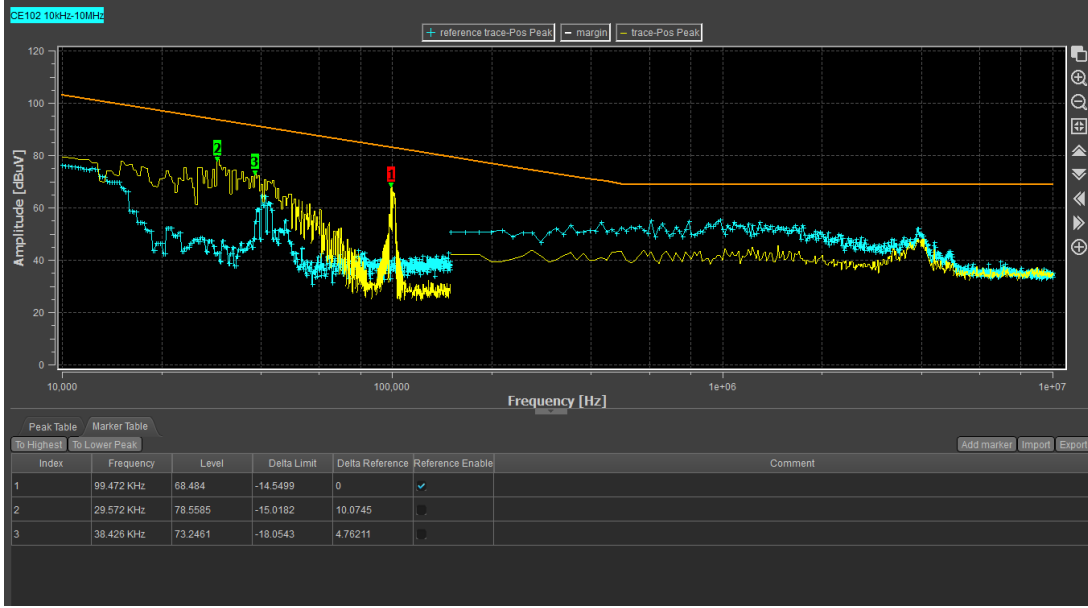 CE102 10kHz-10MHz
reference trace-Pos Peak margin trace-Pos Peak
120
100
80
60
40
20
0
Amplitude [dBuV]
2
3
1
10,000 100,000 1e+06 1e+07
Frequency [Hz]
Peak Table Marker Table
To Highest To Lower Peak Add marker Import Export
Index Frequency Level Delta Limit Delta Reference Reference Enable Comment
1 99.472 KHz 68.484 -14.5499 0
2 29.572 KHz 78.5585 -15.0182 10.0745
3 38.426 KHz 73.2461 -18.0543 4.76211